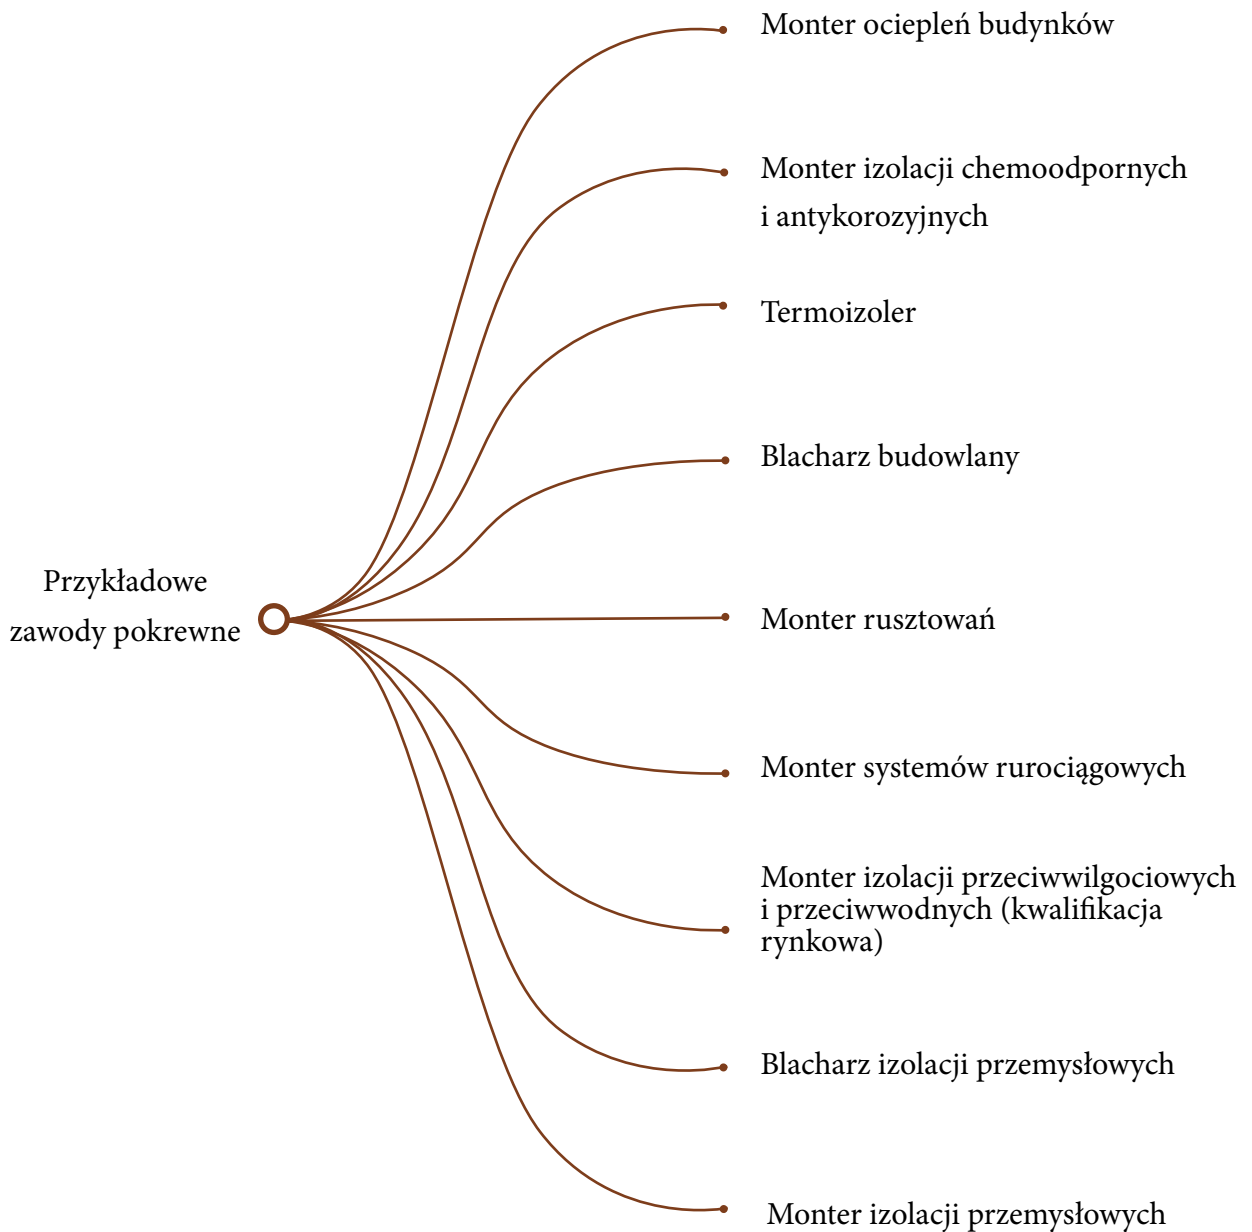 Monter ociepleń budynków
Monter izolacji chemoodpornych
i antykorozyjnych
Termoizoler
Blacharz budowlany
Przykładowe
zawody pokrewne
Monter rusztowań
Monter systemów rurociągowych
Monter izolacji przeciwwilgociowych
i przeciwwodnych (kwalifikacja
rynkowa)
Blacharz izolacji przemysłowych
Monter izolacji przemysłowych